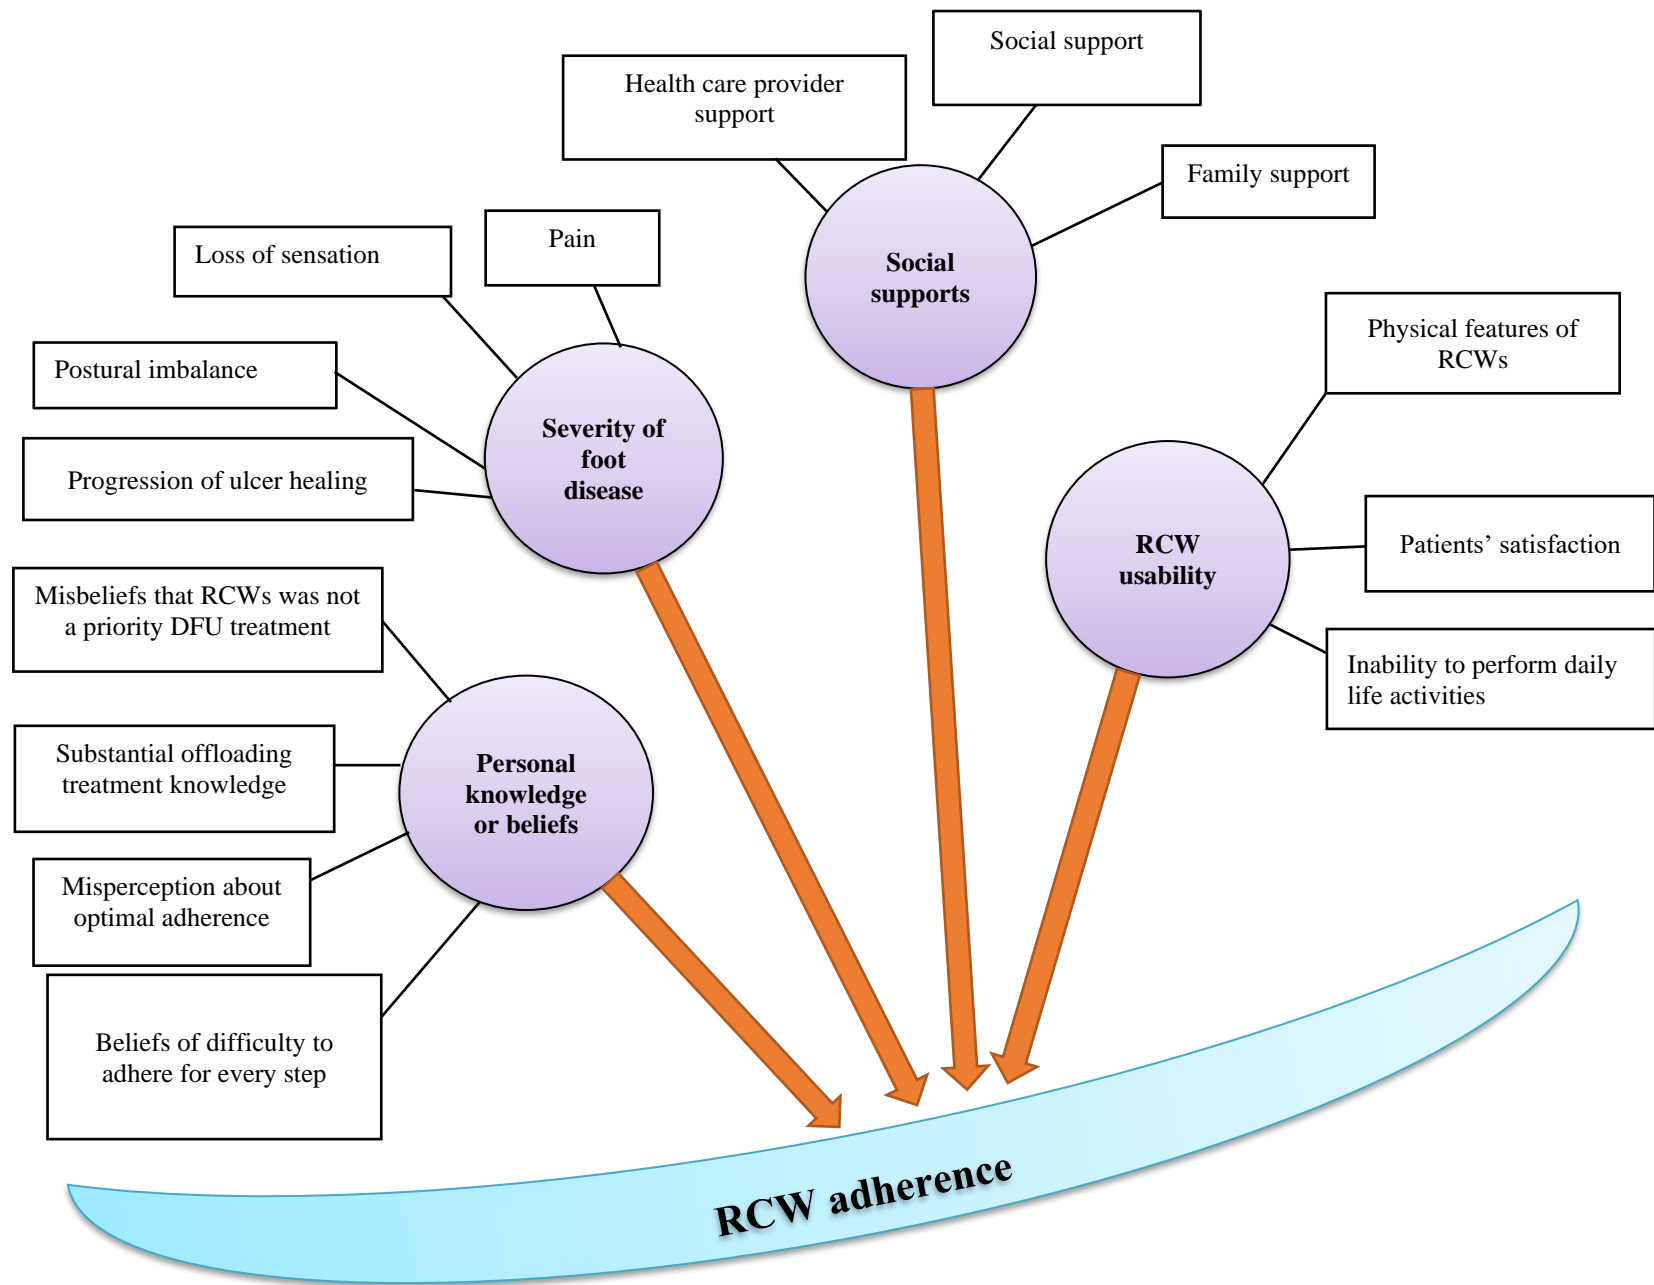 Social support
Health care provider
support
Family support
Social
supports
Loss of sensation
Pain
Postural imbalance
Progression of ulcer healing
Severity of
foot
disease
Physical features of
RCWs
Patients’ satisfaction
Inability to perform daily
life activities
RCW
usability
Misbeliefs that RCWs was not
a priority DFU treatment
Substantial offloading
treatment knowledge
Misperception about
optimal adherence
Beliefs of difficulty to
adhere for every step
Personal
knowledge
or beliefs
RCW adherence